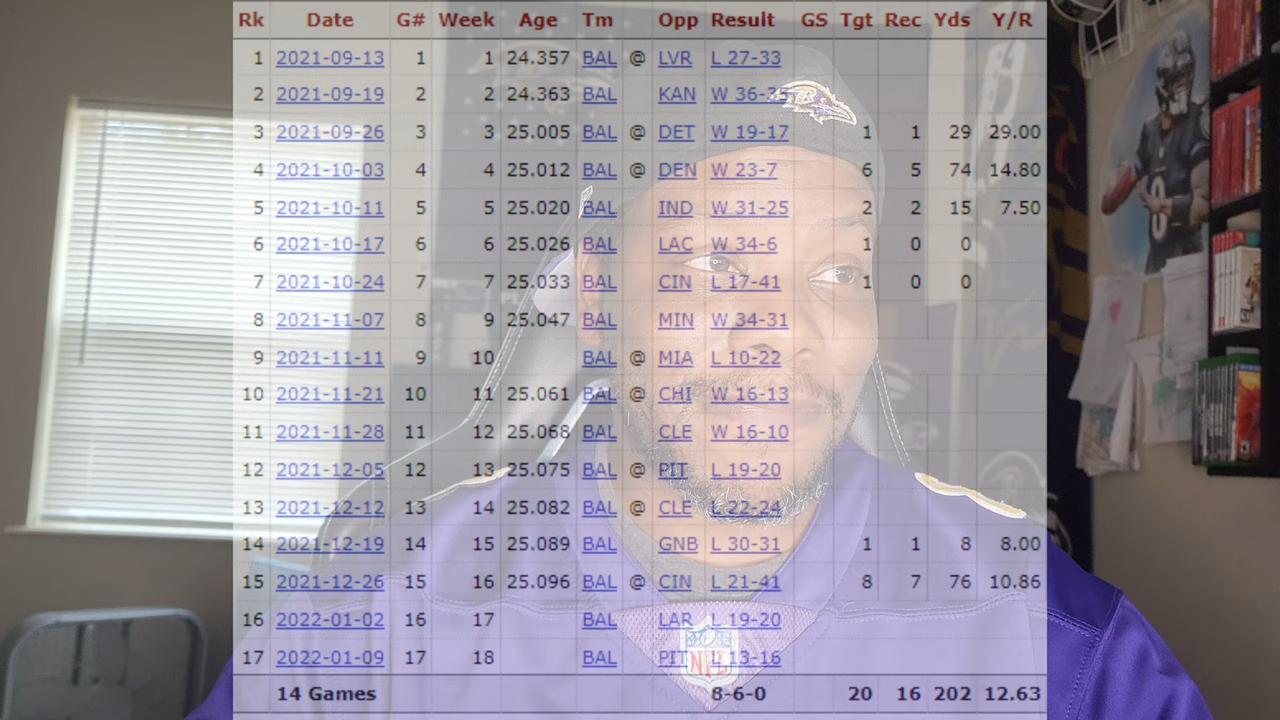 Rk Date G# Week Age Tm Opp Result GS Tgt Rec Yds Y/R
1 2021-09-13 1 1 24.357 BAL @ LVR L 27-33
2 2021-09-19 2 2 24.363 BAL KAN W 36-35
3 2021-09-26 3 3 25.005 BAL @ DET W 19-17 1 1 29 29.00
4 2021-10-03 4 4 25.012 BAL @ DEN W 23-7 6 5 74 14.80
5 2021-10-11 5 5 25.020 BAL IND W 31-25 2 2 15 7.50
6 2021-10-17 6 6 25.026 BAL LAC W 34-6 1 0 0
7 2021-10-24 7 7 25.033 BAL CIN L 17-41 1 0 0
8 2021-11-07 8 9 25.047 BAL MIN W 34-31
9 2021-11-11 9 10 BAL @ MIA L 10-22
10 2021-11-21 10 11 25.061 BAL @ CHI W 16-13
11 2021-11-28 11 12 25.068 BAL CLE W 16-10
12 2021-12-05 12 13 25.075 BAL @ PIT L 19-20
13 2021-12-12 13 14 25.082 BAL @ CLE L 22-24
14 2021-12-19 14 15 25.089 BAL GNB L 30-31 1 1 8 8.00
15 2021-12-26 15 16 25.096 BAL @ CIN L 21-41 8 7 76 10.86
16 2022-01-02 16 17 BAL LAR L 19-20
17 2022-01-09 17 18 BAL PIT L 13-16
14 Games 8-6-0 20 16 202 12.63
NFL